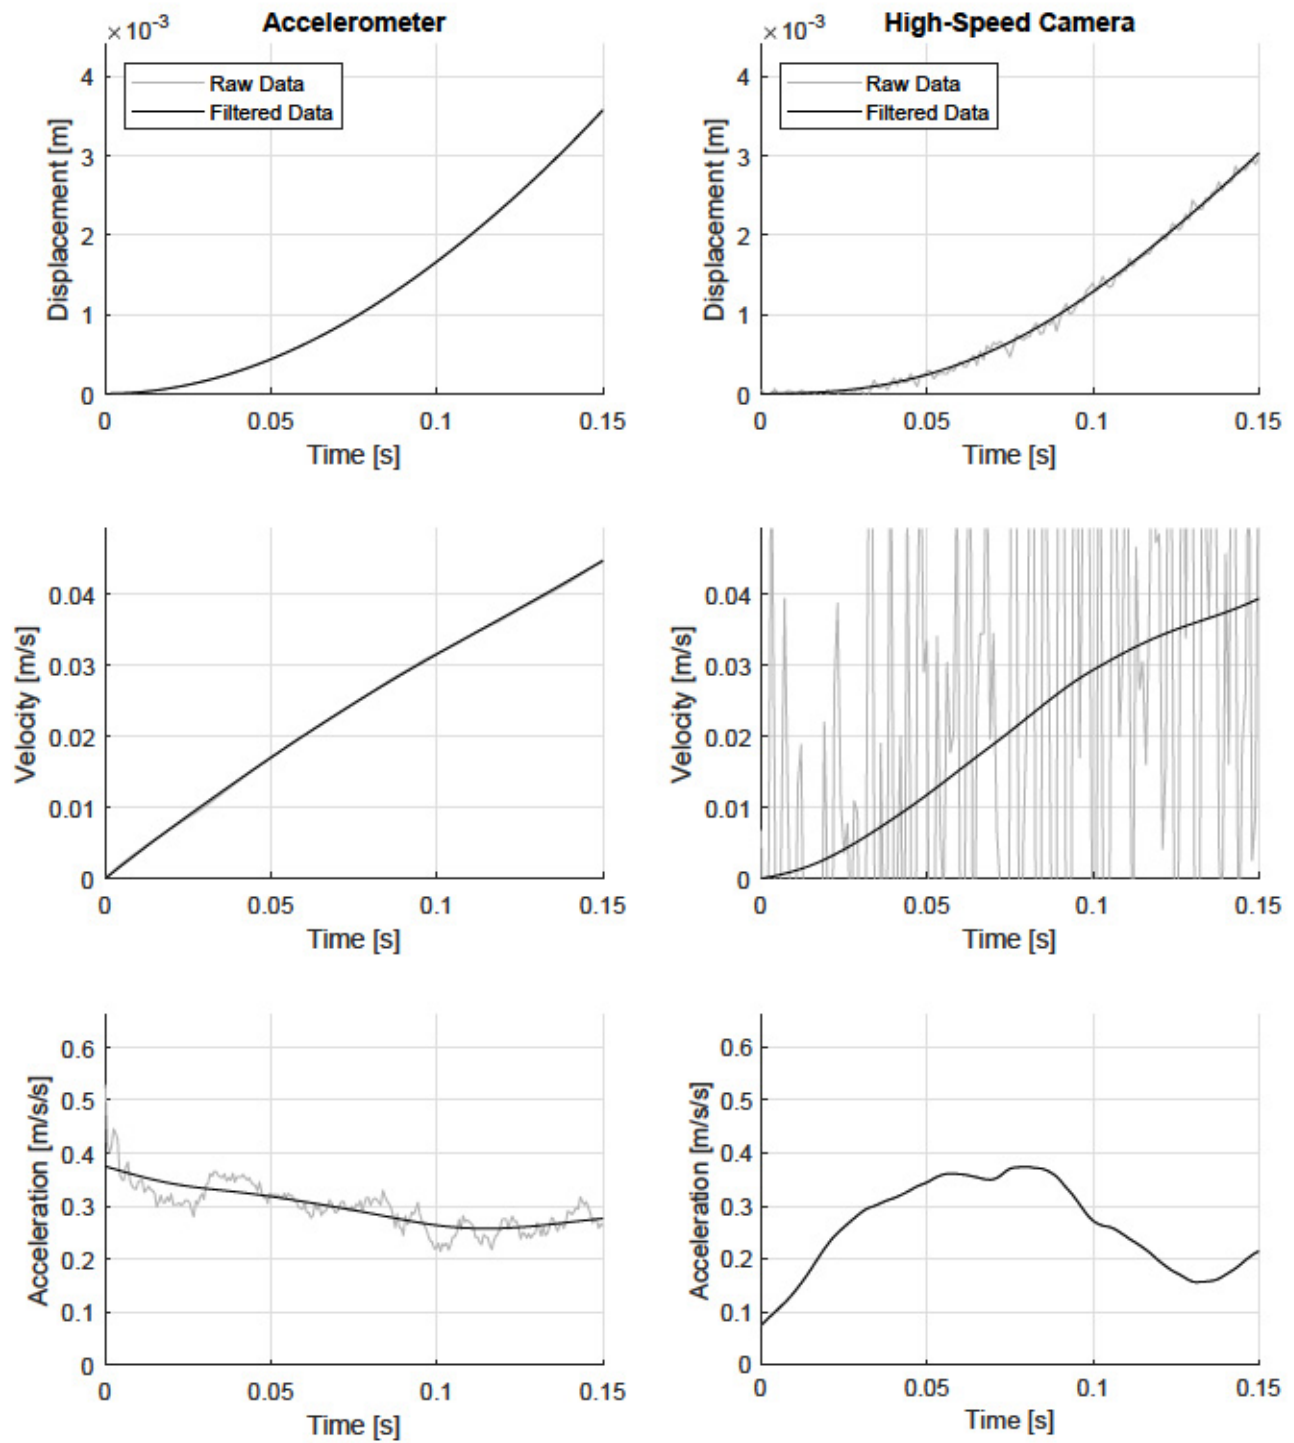 Accelerometer
×10⁻³
Raw Data
Filtered Data
Displacement [m]
4
3
2
1
0
0 0.05 0.1 0.15
Time [s]
High-Speed Camera
×10⁻³
Raw Data
Filtered Data
Displacement [m]
4
3
2
1
0
0 0.05 0.1 0.15
Time [s]
Velocity [m/s]
0.04
0.03
0.02
0.01
0
0 0.05 0.1 0.15
Time [s]
Velocity [m/s]
0.04
0.03
0.02
0.01
0
0 0.05 0.1 0.15
Time [s]
Acceleration [m/s/s]
0.6
0.5
0.4
0.3
0.2
0.1
0
0 0.05 0.1 0.15
Time [s]
Acceleration [m/s/s]
0.6
0.5
0.4
0.3
0.2
0.1
0
0 0.05 0.1 0.15
Time [s]